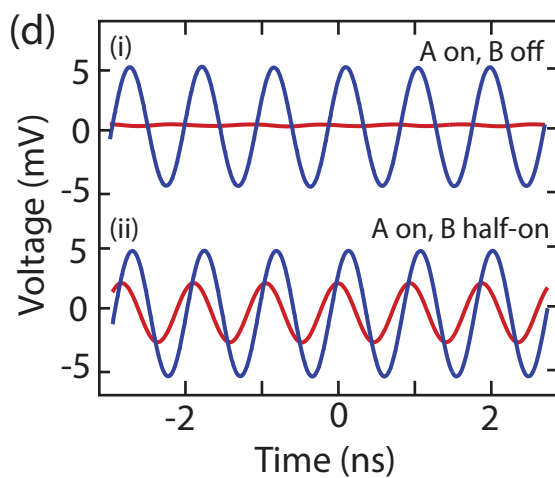 (d)
(i)
A on, B off
5
0
-5
(ii)
A on, B half-on
5
0
-5
Voltage (mV)
-2
0
2
Time (ns)